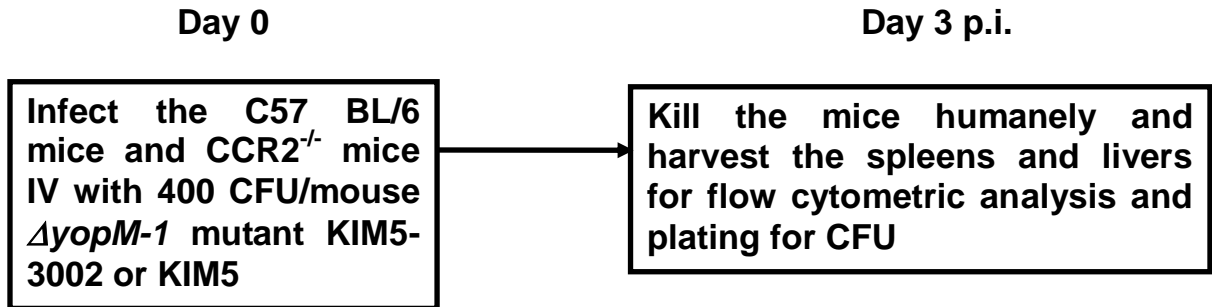 Day 0
Day 3 p.i.
Infect the C57 BL/6
mice and CCR2-/- mice
IV with 400 CFU/mouse
ΔyopM-1 mutant KIM5-
3002 or KIM5
Kill the mice humanely and
harvest the spleens and livers
for flow cytometric analysis and
plating for CFU